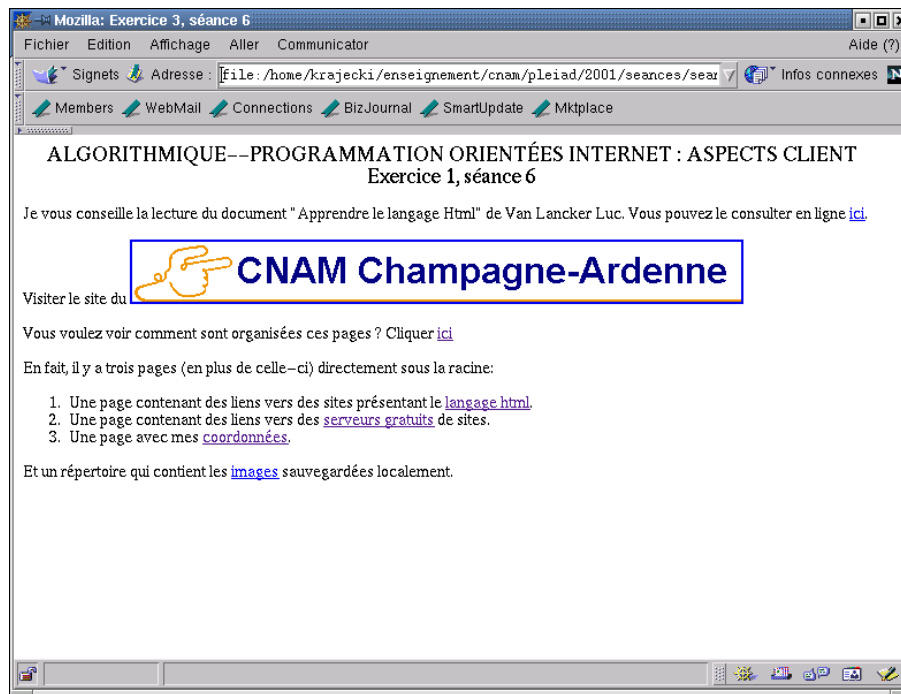 Mozilla: Exercice 3, séance 6
Fichier Edition Affichage Aller Communicator Aide (?)
Signets Adresse : file:/home/krajecki/enseignement/cnam/pleiad/2001/seances/sear Infos connexes N
Members WebMail Connections BizJournal SmartUpdate Mktplace
ALGORITHMIQUE--PROGRAMMATION ORIENTÉES INTERNET : ASPECTS CLIENT
Exercice 1, séance 6
Je vous conseille la lecture du document "Apprendre le langage Html" de Van Lancker Luc. Vous pouvez le consulter en ligne ici.
Visiter le site du CNAM Champagne-Ardenne
Vous voulez voir comment sont organisées ces pages ? Cliquer ici
En fait, il y a trois pages (en plus de celle-ci) directement sous la racine:
1. Une page contenant des liens vers des sites présentant le langage html.
2. Une page contenant des liens vers des serveurs gratuits de sites.
3. Une page avec mes coordonnées.
Et un répertoire qui contient les images sauvegardées localement.